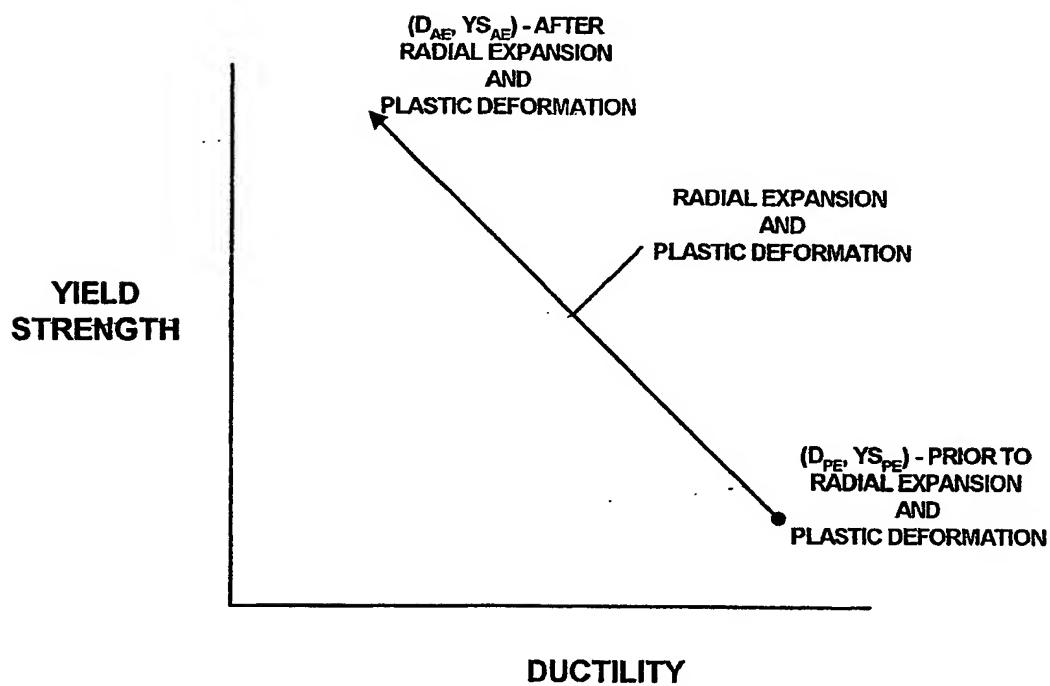 (D_AE, YS_AE) - AFTER
RADIAL EXPANSION
AND
PLASTIC DEFORMATION
RADIAL EXPANSION
AND
PLASTIC DEFORMATION
YIELD
STRENGTH
(D_PE, YS_PE) - PRIOR TO
RADIAL EXPANSION
AND
PLASTIC DEFORMATION
DUCTILITY